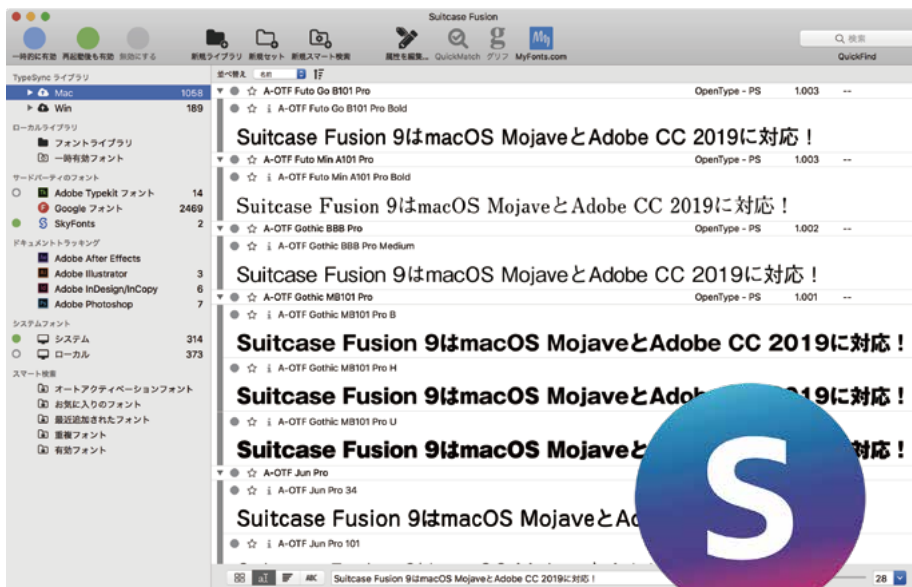 Suitcase Fusion
一時的に有効 再起動後も有効 無効にする 新規ライブラリ 新規セット 新規スマート検索 属性を編集... QuickMatch グリフ MyFonts.com QuickFind
検索
TypeSync ライブラリ
Mac 1058
Win 189
ローカルライブラリ
フォントライブラリ
一時有効フォント
サードパーティのフォント
Adobe Typekit フォント 14
Google フォント 2469
SkyFonts 2
ドキュメントトラッキング
Adobe After Effects
Adobe Illustrator 3
Adobe InDesign/InCopy 6
Adobe Photoshop 7
システムフォント
システム 314
ローカル 373
スマート検索
オートアクティベーションフォント
お気に入りのフォント
最近追加されたフォント
重複フォント
有効フォント
並べ替え 名前
A-OTF Futo Go B101 Pro OpenType - PS 1.003 --
A-OTF Futo Go B101 Pro Bold
Suitcase Fusion 9はmacOS MojaveとAdobe CC 2019に対応！
A-OTF Futo Min A101 Pro OpenType - PS 1.003 --
A-OTF Futo Min A101 Pro Bold
Suitcase Fusion 9はmacOS MojaveとAdobe CC 2019に対応！
A-OTF Gothic BBB Pro OpenType - PS 1.002 --
A-OTF Gothic BBB Pro Medium
Suitcase Fusion 9はmacOS MojaveとAdobe CC 2019に対応！
A-OTF Gothic MB101 Pro OpenType - PS 1.001 --
A-OTF Gothic MB101 Pro B
Suitcase Fusion 9はmacOS MojaveとAdobe CC 2019に対応！
A-OTF Gothic MB101 Pro H
Suitcase Fusion 9はmacOS MojaveとAdobe CC 2019に対応！
A-OTF Gothic MB101 Pro U
Suitcase Fusion 9はmacOS Mojaveと 対応！
A-OTF Jun Pro
A-OTF Jun Pro 34
Suitcase Fusion 9はmacOS MojaveとAd
A-OTF Jun Pro 101
S
aI ABC Suitcase Fusion 9はmacOS MojaveとAdobe CC 2019に対応！ 28